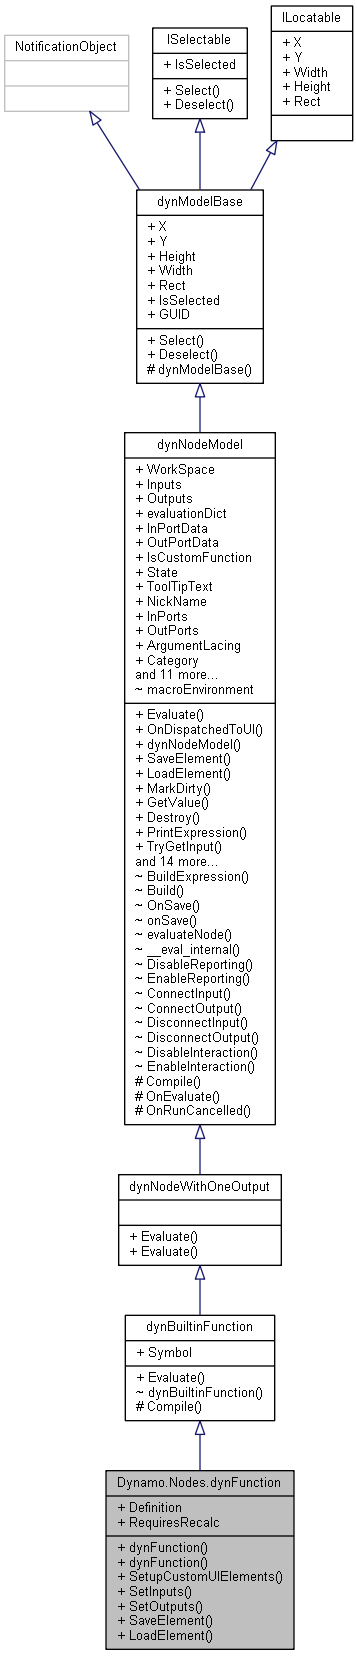 NotificationObject
ISelectable
+ IsSelected
+ Select()
+ Deselect()
ILocatable
+ X
+ Y
+ Width
+ Height
+ Rect
dynModelBase
+ X
+ Y
+ Height
+ Width
+ Rect
+ IsSelected
+ GUID
+ Select()
+ Deselect()
# dynModelBase()
dynNodeModel
+ WorkSpace
+ Inputs
+ Outputs
+ evaluationDict
+ InPortData
+ OutPortData
+ IsCustomFunction
+ State
+ ToolTipText
+ NickName
+ InPorts
+ OutPorts
+ ArgumentLacing
+ Category
and 11 more...
~ macroEnvironment
+ Evaluate()
+ OnDispatchedToUI()
+ dynNodeModel()
+ SaveElement()
+ LoadElement()
+ MarkDirty()
+ GetValue()
+ Destroy()
+ PrintExpression()
+ TryGetInput()
and 14 more...
~ BuildExpression()
~ Build()
~ OnSave()
~ onSave()
~ evaluateNode()
~ __eval_internal()
~ DisableReporting()
~ EnableReporting()
~ ConnectInput()
~ ConnectOutput()
~ DisconnectInput()
~ DisconnectOutput()
~ DisableInteraction()
~ EnableInteraction()
# Compile()
# OnEvaluate()
# OnRunCancelled()
dynNodeWithOneOutput
+ Evaluate()
+ Evaluate()
dynBuiltinFunction
+ Symbol
+ Evaluate()
~ dynBuiltinFunction()
# Compile()
Dynamo.Nodes.dynFunction
+ Definition
+ RequiresRecalc
+ dynFunction()
+ dynFunction()
+ SetupCustomUIElements()
+ SetInputs()
+ SetOutputs()
+ SaveElement()
+ LoadElement()